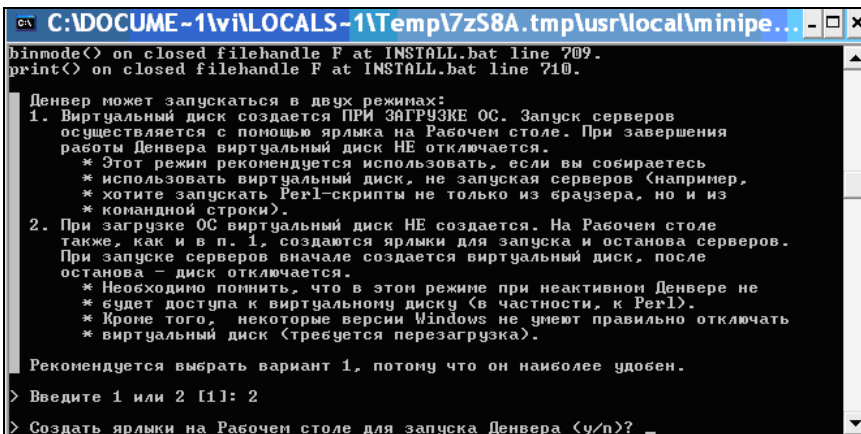 C:\DOCUME~1\vi\LOCALS~1\Temp\7zS8A.tmp\usr\local\minipe...
binmode() on closed filehandle F at INSTALL.bat line 709.
print() on closed filehandle F at INSTALL.bat line 710.
Денвер может запускаться в двух режимах:
1. Виртуальный диск создается ПРИ ЗАГРУЗКЕ ОС. Запуск серверов
осуществляется с помощью ярлыка на Рабочем столе. При завершения
работы Денвера виртуальный диск НЕ отключается.
* Этот режим рекомендуется использовать, если вы собираетесь
* использовать виртуальный диск, не запуская серверов (например,
* хотите запускать Perl-скрипты не только из браузера, но и из
* командной строки).
2. При загрузке ОС виртуальный диск НЕ создается. На Рабочем столе
также, как и в п. 1, создаются ярлыки для запуска и останова серверов.
При запуске серверов вначале создается виртуальный диск, после
останова - диск отключается.
* Необходимо помнить, что в этом режиме при неактивном Денвере не
* будет доступа к виртуальному диску (в частности, к Perl).
* Кроме того,  некоторые версии Windows не умеют правильно отключать
* виртуальный диск (требуется перезагрузка).
Рекомендуется выбрать вариант 1, потому что он наиболее удобен.
> Введите 1 или 2 [1]: 2
> Создать ярлыки на Рабочем столе для запуска Денвера (y/n)? _